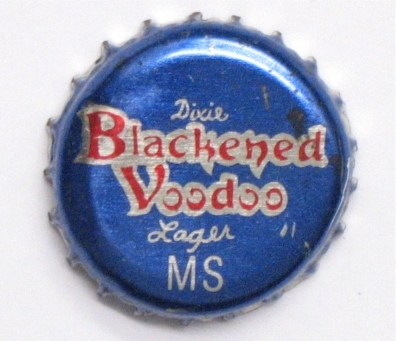 Dixie
Blackened
Voodoo
Lager
MS